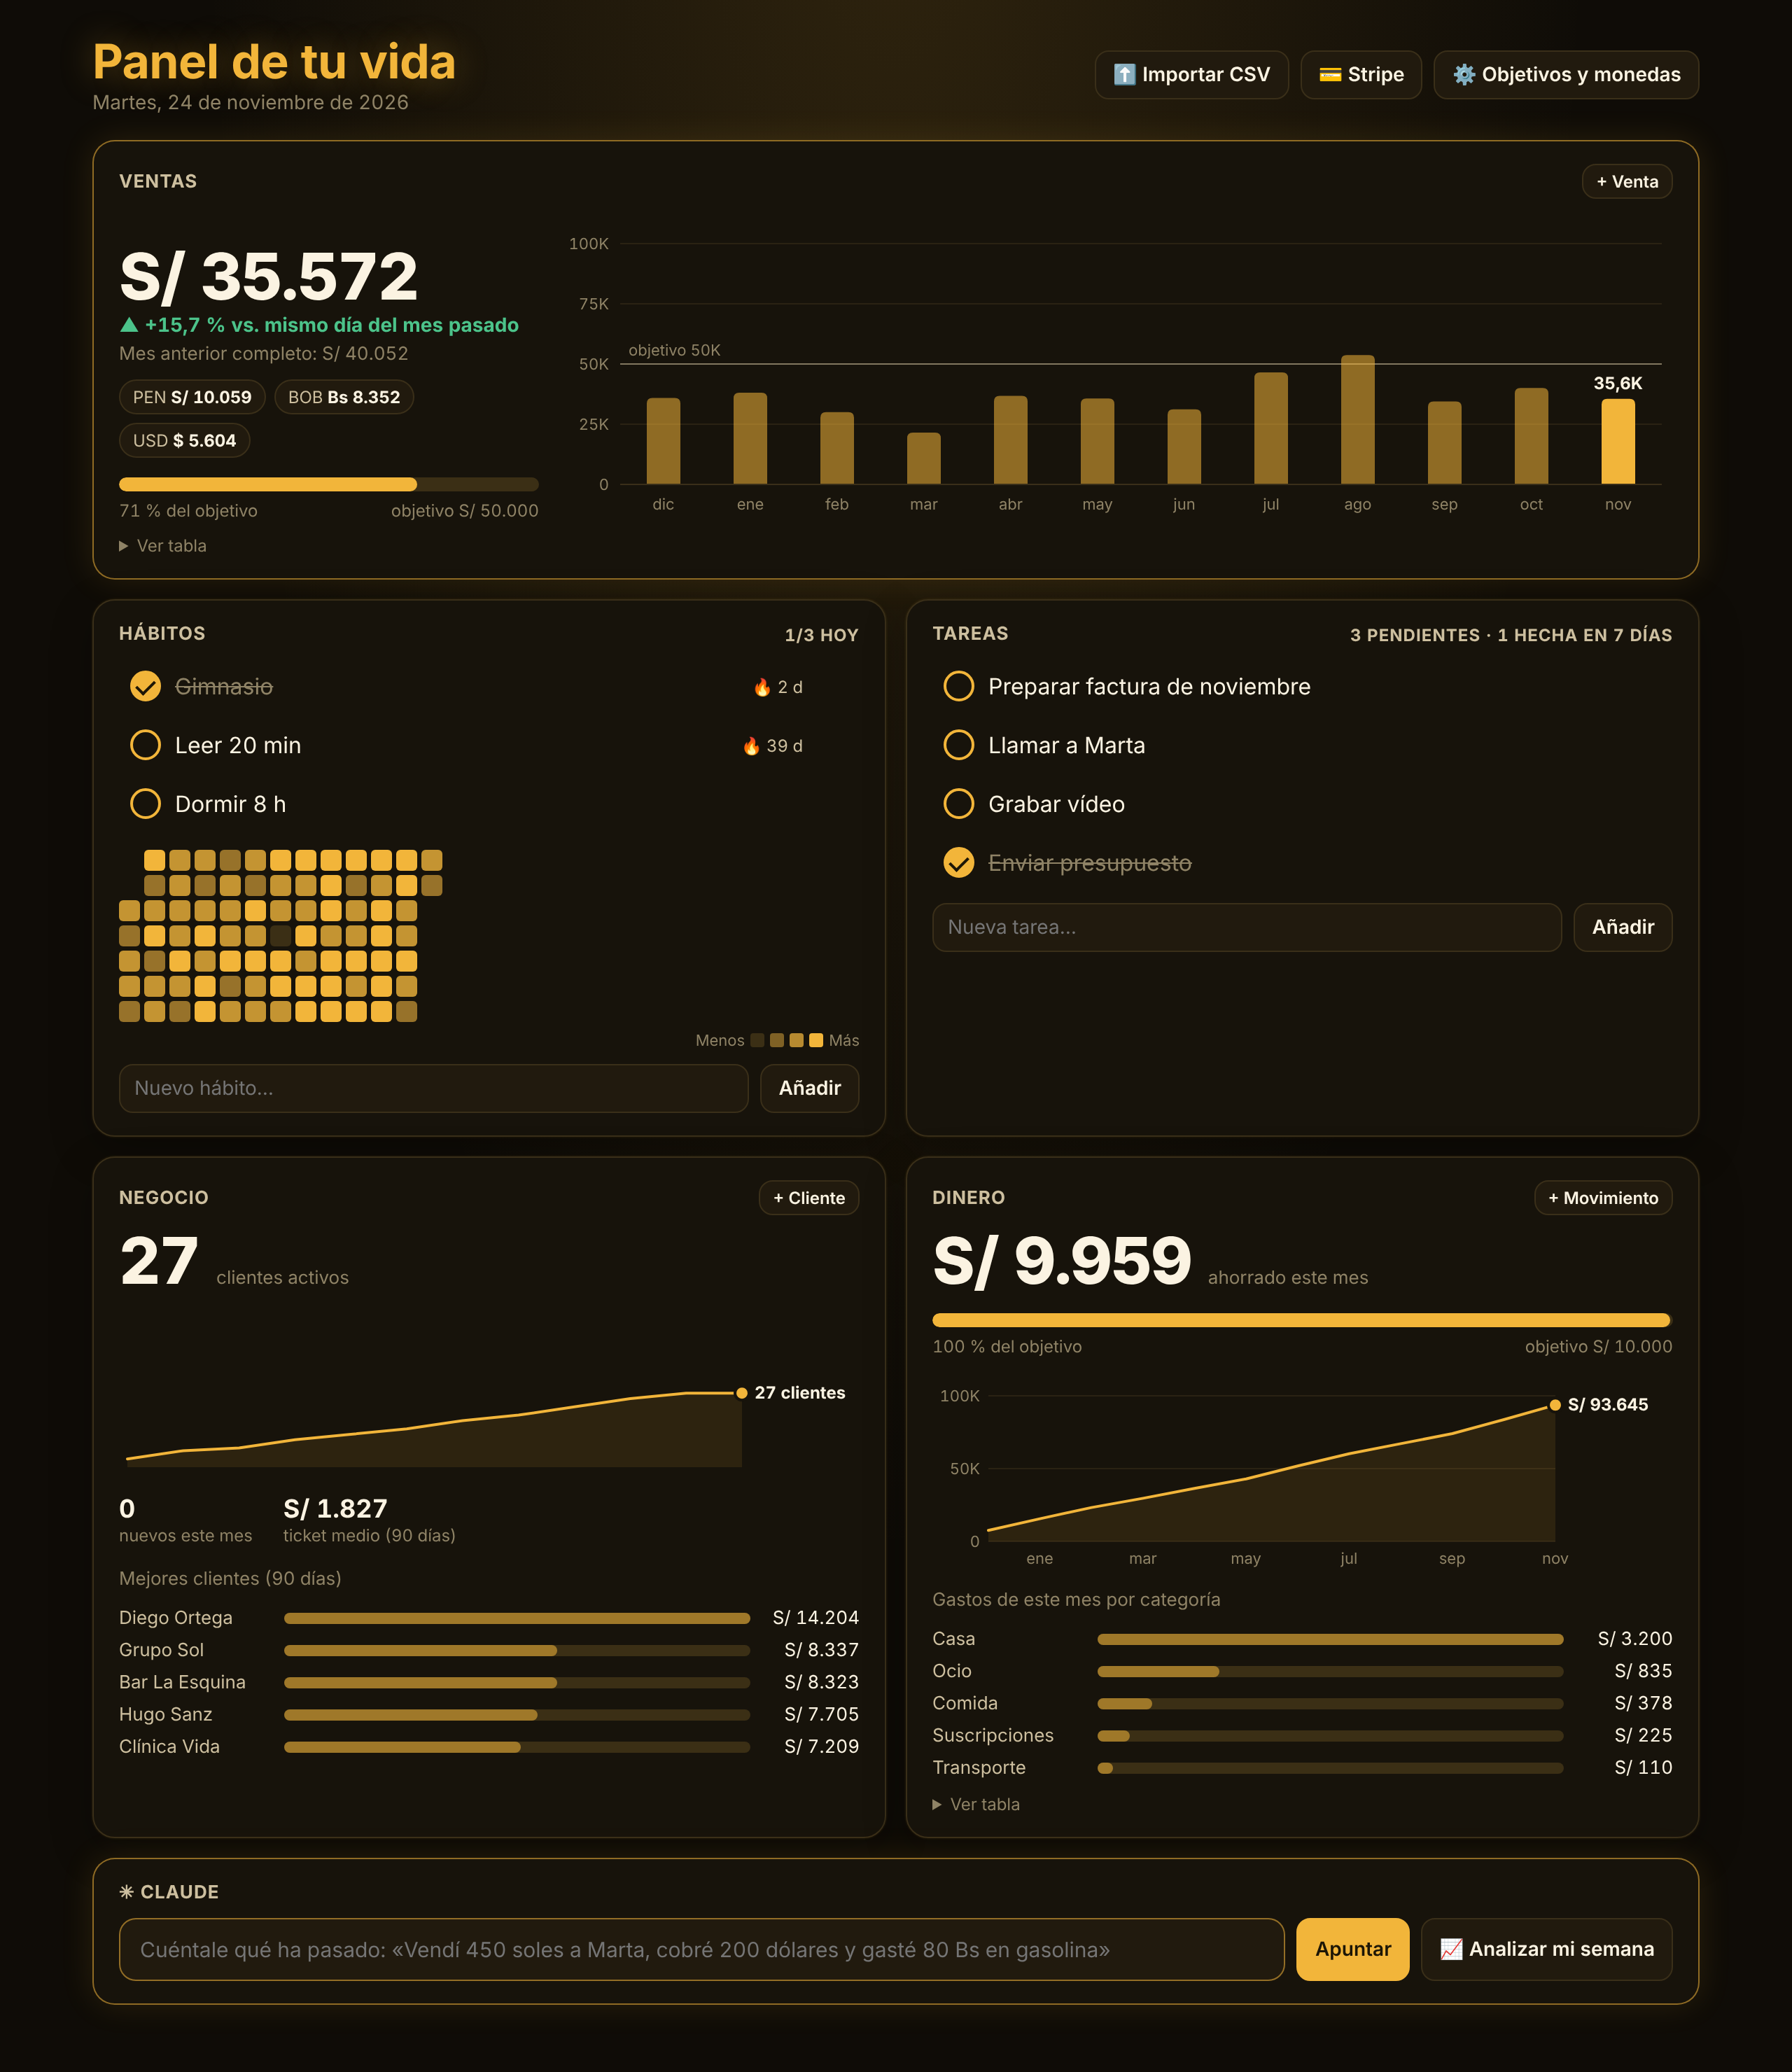 Panel de tu vida
Martes, 24 de noviembre de 2026
⬆️ Importar CSV
💳 Stripe
⚙️ Objetivos y monedas
VENTAS
+ Venta
S/ 35.572
▲ +15,7 % vs. mismo día del mes pasado
Mes anterior completo: S/ 40.052
PEN S/ 10.059
BOB Bs 8.352
USD $ 5.604
71 % del objetivo
objetivo S/ 50.000
▶ Ver tabla
100K
75K
objetivo 50K
50K
35,6K
25K
0
dic ene feb mar abr may jun jul ago sep oct nov
HÁBITOS
1/3 HOY
Gimnasio
🔥 2 d
Leer 20 min
🔥 39 d
Dormir 8 h
Menos
Más
Nuevo hábito...
Añadir
TAREAS
3 PENDIENTES · 1 HECHA EN 7 DÍAS
Preparar factura de noviembre
Llamar a Marta
Grabar vídeo
Enviar presupuesto
Nueva tarea...
Añadir
NEGOCIO
+ Cliente
27 clientes activos
27 clientes
0
nuevos este mes
S/ 1.827
ticket medio (90 días)
Mejores clientes (90 días)
Diego Ortega S/ 14.204
Grupo Sol S/ 8.337
Bar La Esquina S/ 8.323
Hugo Sanz S/ 7.705
Clínica Vida S/ 7.209
DINERO
+ Movimiento
S/ 9.959 ahorrado este mes
100 % del objetivo
objetivo S/ 10.000
100K
S/ 93.645
50K
0
ene mar may jul sep nov
Gastos de este mes por categoría
Casa S/ 3.200
Ocio S/ 835
Comida S/ 378
Suscripciones S/ 225
Transporte S/ 110
▶ Ver tabla
✳ CLAUDE
Cuéntale qué ha pasado: «Vendí 450 soles a Marta, cobré 200 dólares y gasté 80 Bs en gasolina»
Apuntar
📈 Analizar mi semana